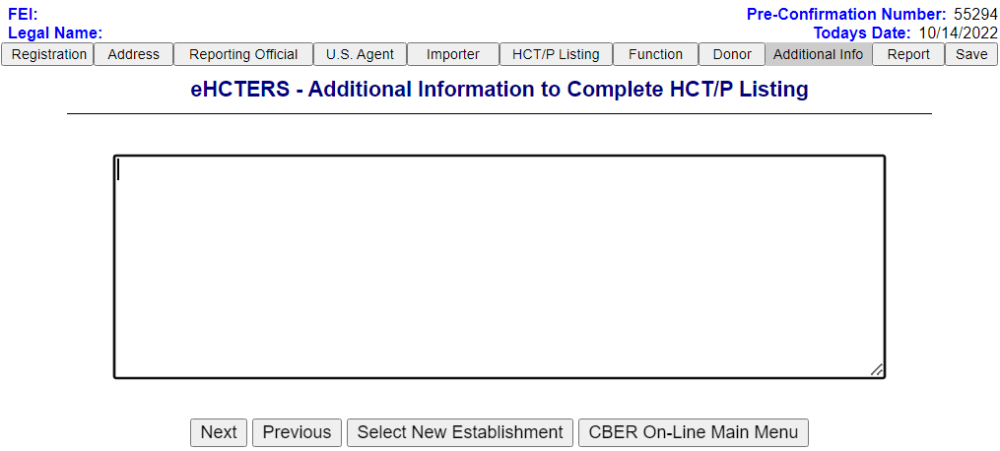 FEI: Pre-Confirmation Number: 55294
Legal Name: Todays Date: 10/14/2022
Registration Address Reporting Official U.S. Agent Importer HCT/P Listing Function Donor Additional Info Report Save
eHCTERS - Additional Information to Complete HCT/P Listing
Next Previous Select New Establishment CBER On-Line Main Menu